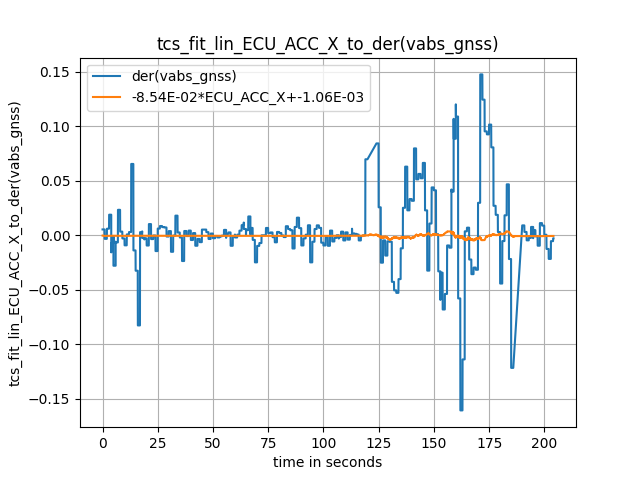 tcs_fit_lin_ECU_ACC_X_to_der(vabs_gnss)
der(vabs_gnss)
-8.54E-02*ECU_ACC_X+-1.06E-03
tcs_fit_lin_ECU_ACC_X_to_der(vabs_gnss)
0.15
0.10
0.05
0.00
−0.05
−0.10
−0.15
0 25 50 75 100 125 150 175 200
time in seconds